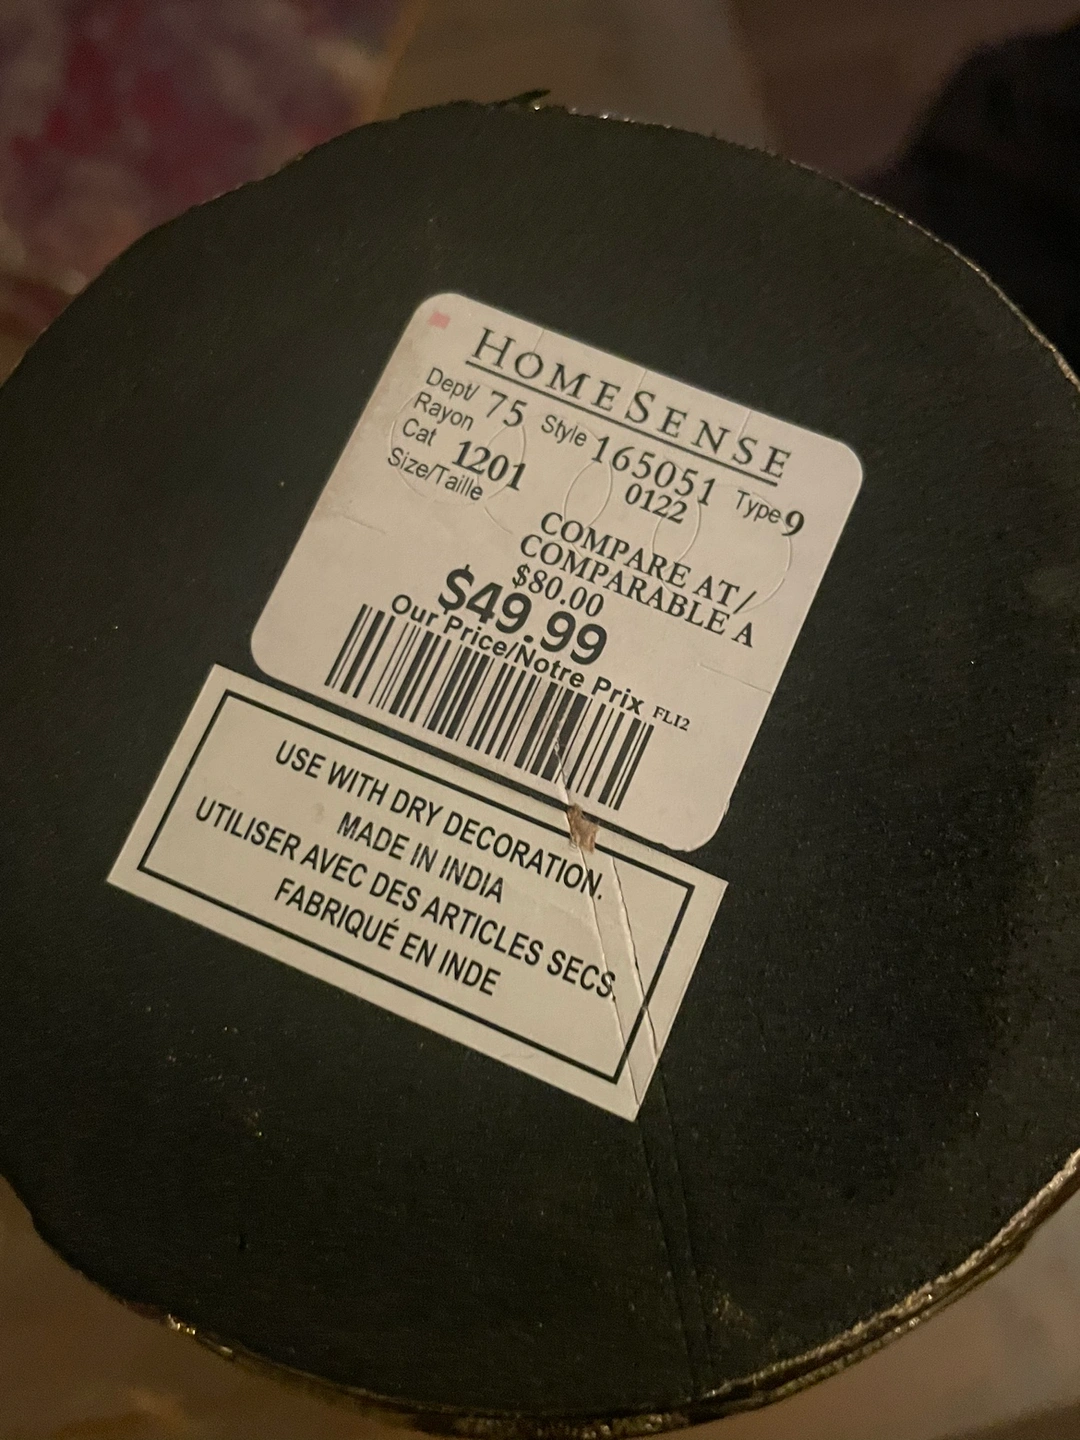 HOMESENSE
Dept/ Rayon 75 Style 165051 Type 9
Cat 1201 0122
Size/Taille
COMPARE AT/
COMPARABLE A
$80.00
$49.99
Our Price/Notre Prix FL12
USE WITH DRY DECORATION.
MADE IN INDIA
UTILISER AVEC DES ARTICLES SECS.
FABRIQUÉ EN INDE